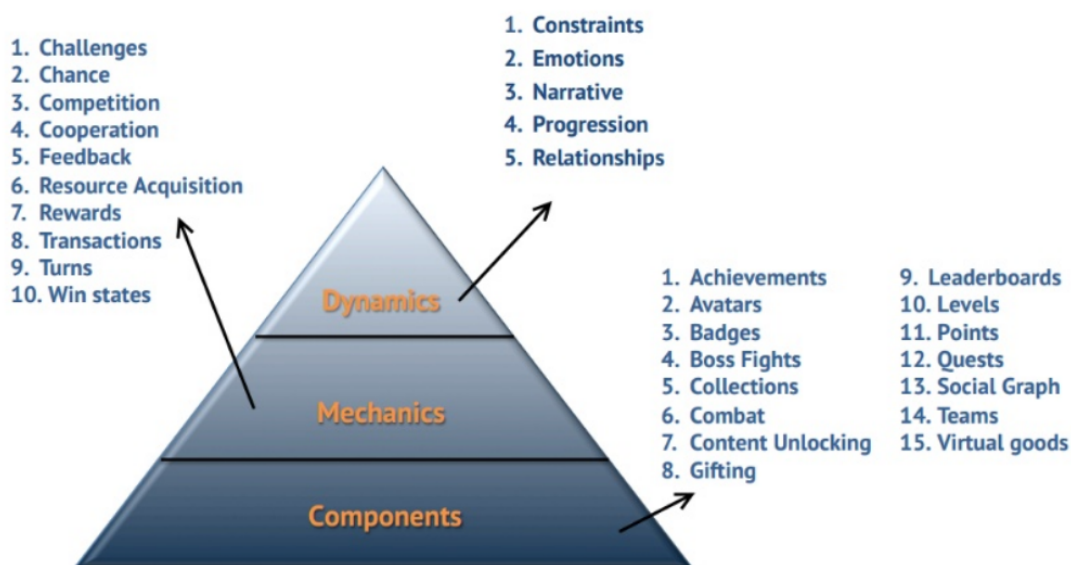 1. Challenges
2. Chance
3. Competition
4. Cooperation
5. Feedback
6. Resource Acquisition
7. Rewards
8. Transactions
9. Turns
10. Win states
1. Constraints
2. Emotions
3. Narrative
4. Progression
5. Relationships
Dynamics
Mechanics
Components
1. Achievements
2. Avatars
3. Badges
4. Boss Fights
5. Collections
6. Combat
7. Content Unlocking
8. Gifting
9. Leaderboards
10. Levels
11. Points
12. Quests
13. Social Graph
14. Teams
15. Virtual goods